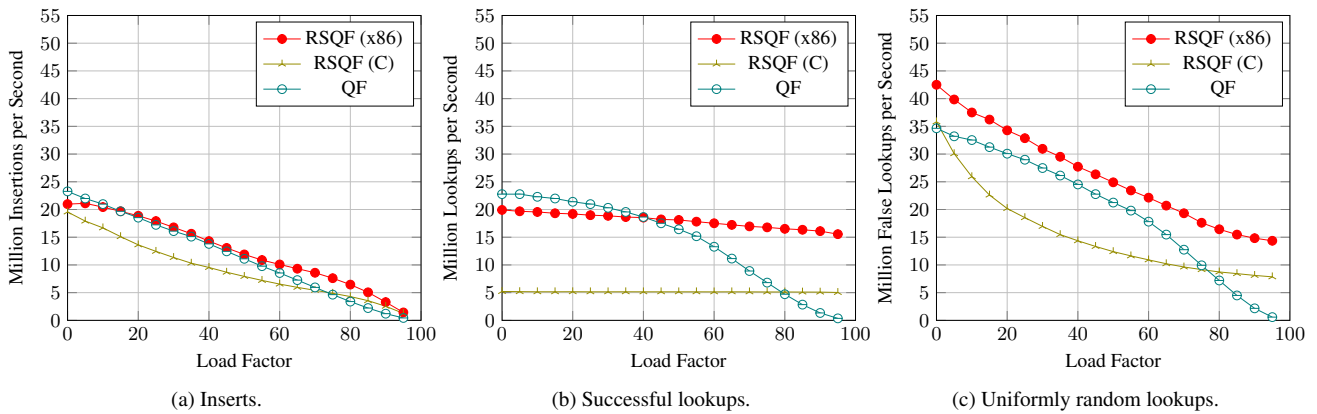 Million Insertions per Second
55
50
45
40
35
30
25
20
15
10
5
0
0 20 40 60 80 100
Load Factor
RSQF (x86)
RSQF (C)
QF
(a) Inserts.
Million Lookups per Second
55
50
45
40
35
30
25
20
15
10
5
0
0 20 40 60 80 100
Load Factor
RSQF (x86)
RSQF (C)
QF
(b) Successful lookups.
Million False Lookups per Second
55
50
45
40
35
30
25
20
15
10
5
0
0 20 40 60 80 100
Load Factor
RSQF (x86)
RSQF (C)
QF
(c) Uniformly random lookups.